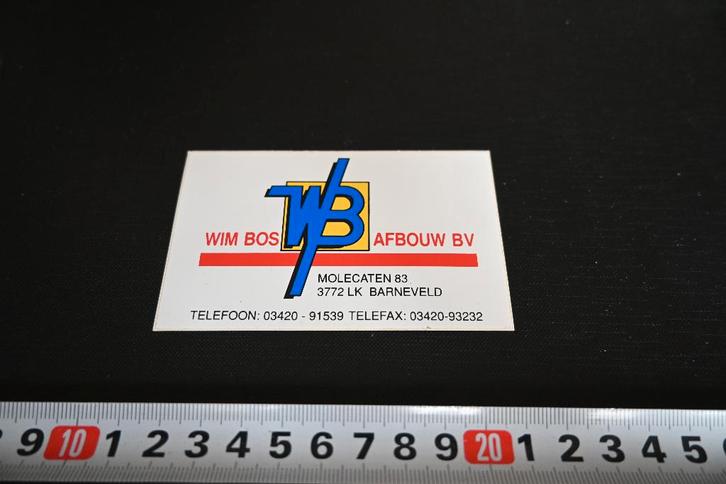 WB
WIM BOS AFBOUW BV
MOLECATEN 83
3772 LK BARNEVELD
TELEFOON: 03420 - 91539 TELEFAX: 03420-93232
9 10 1 2 3 4 5 6 7 8 9 20 1 2 3 4 5